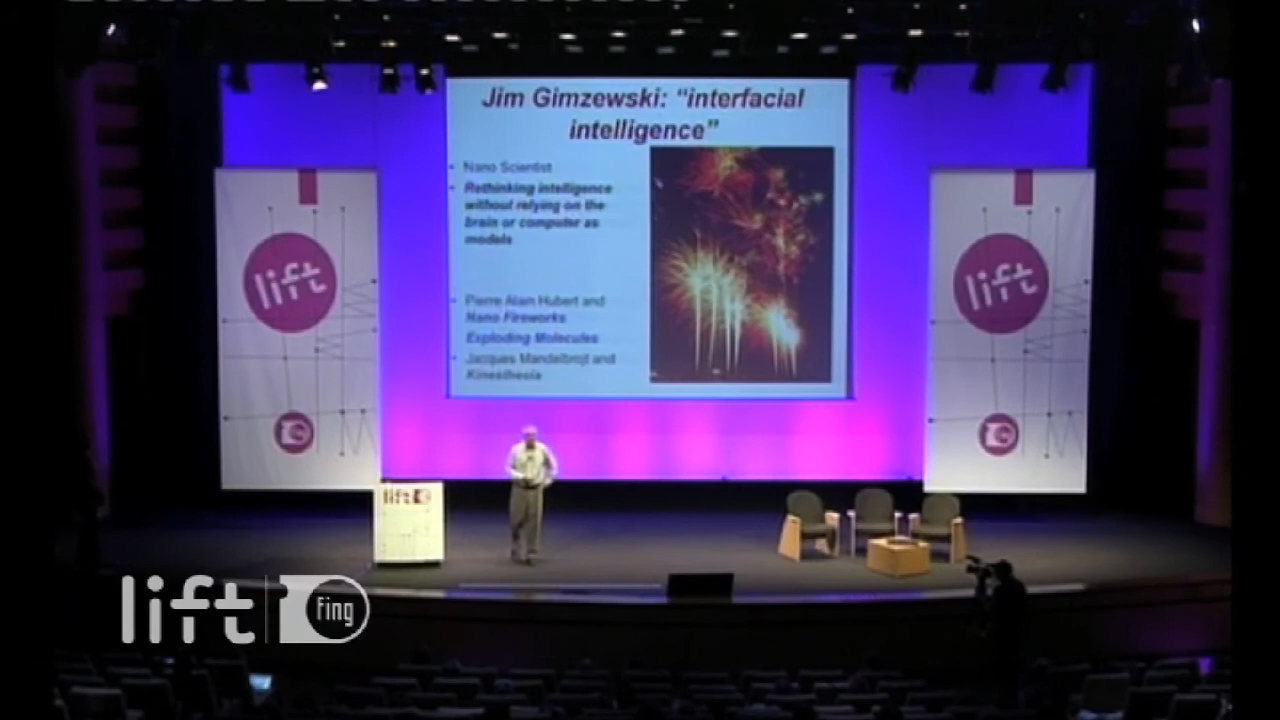 Jim Gimzewski: “interfacial
intelligence”
Nano Scientist
Rethinking intelligence
without relying on the
brain or computer as
models
Pierre Alain Hubert and
Nano Fireworks
Exploding Molecules
Jacques Mandelbrojt and
Kinesthesia
lift
lift
lift
lift
Fing